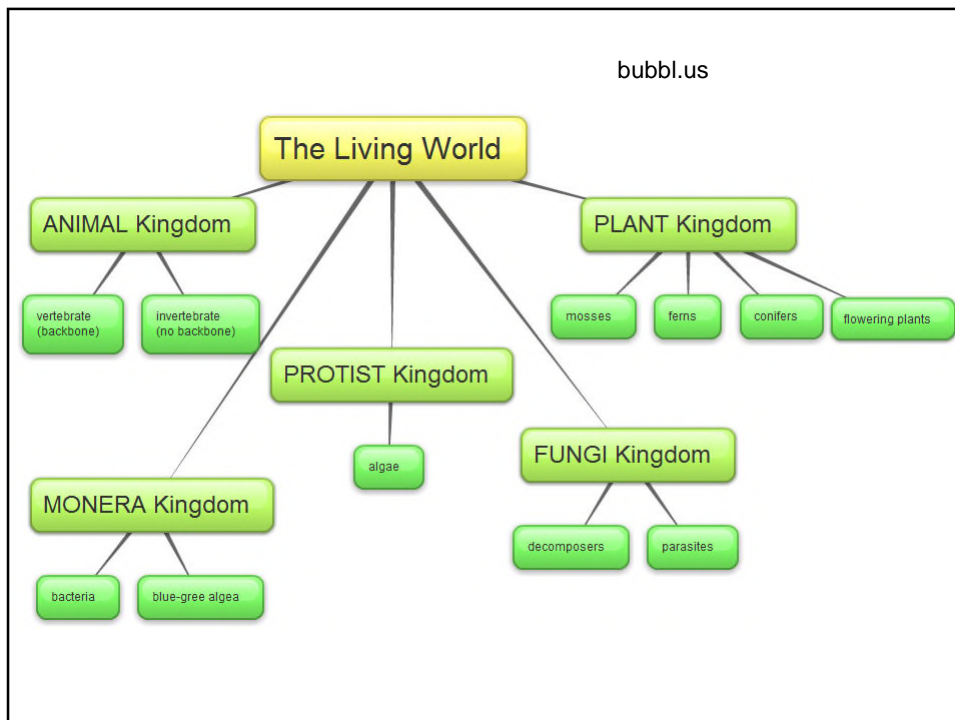 bubbl.us
The Living World
ANIMAL Kingdom
PLANT Kingdom
vertebrate
(backbone)
invertebrate
(no backbone)
mosses
ferns
conifers
flowering plants
PROTIST Kingdom
algae
FUNGI Kingdom
MONERA Kingdom
decomposers
parasites
bacteria
blue-gree algea